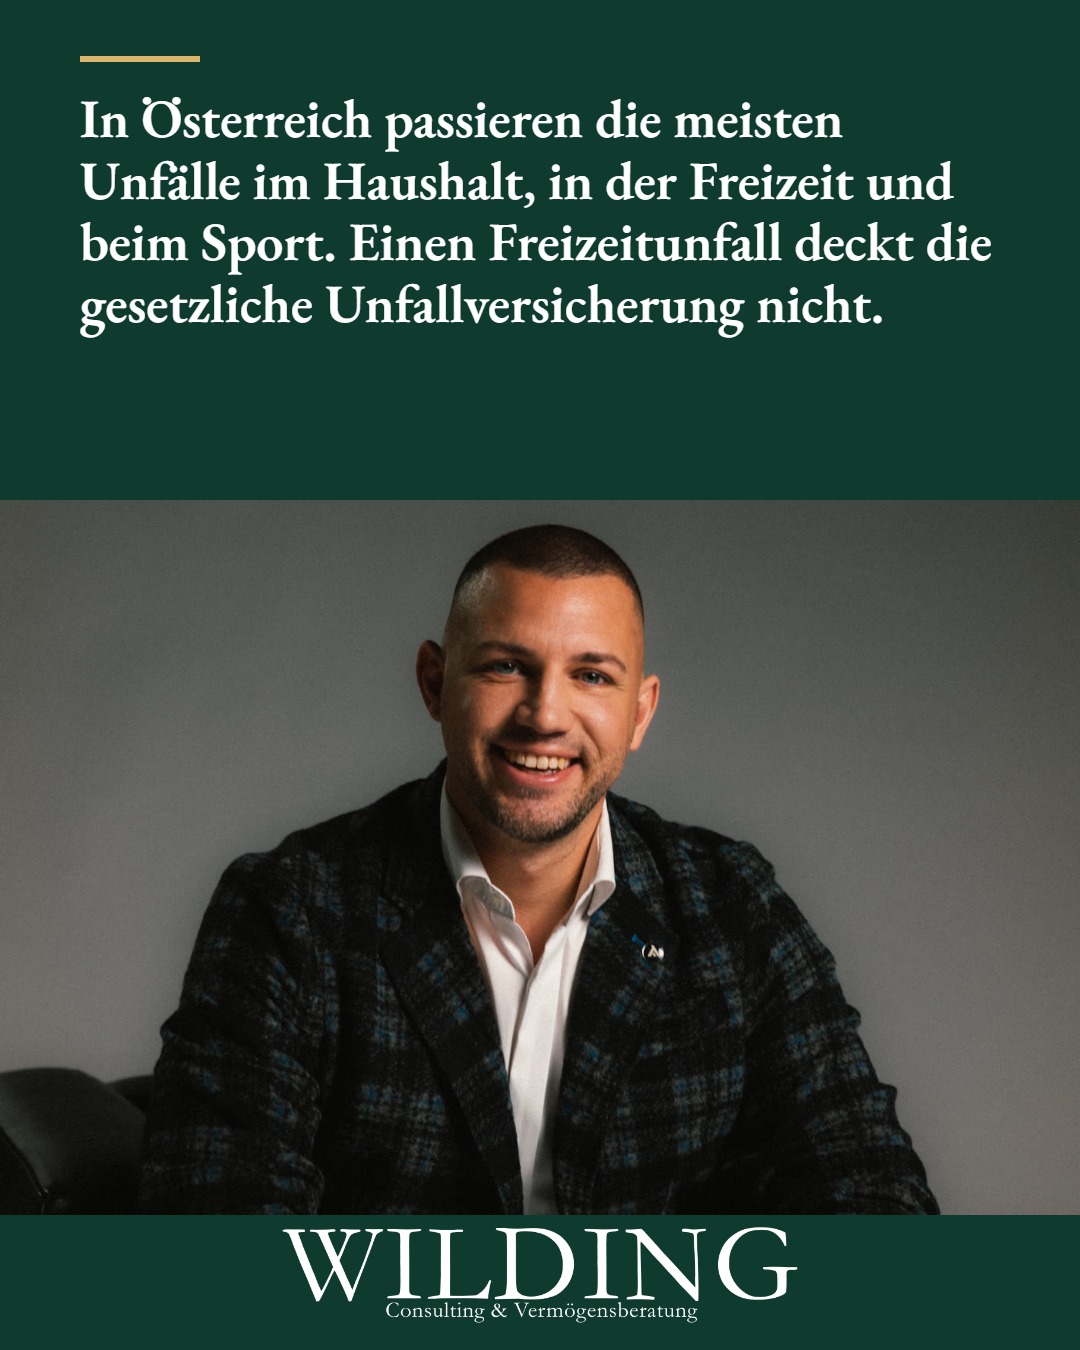 In Österreich passieren die meisten
Unfälle im Haushalt, in der Freizeit und
beim Sport. Einen Freizeitunfall deckt die
gesetzliche Unfallversicherung nicht.
WILDING
Consulting & Vermögensberatung